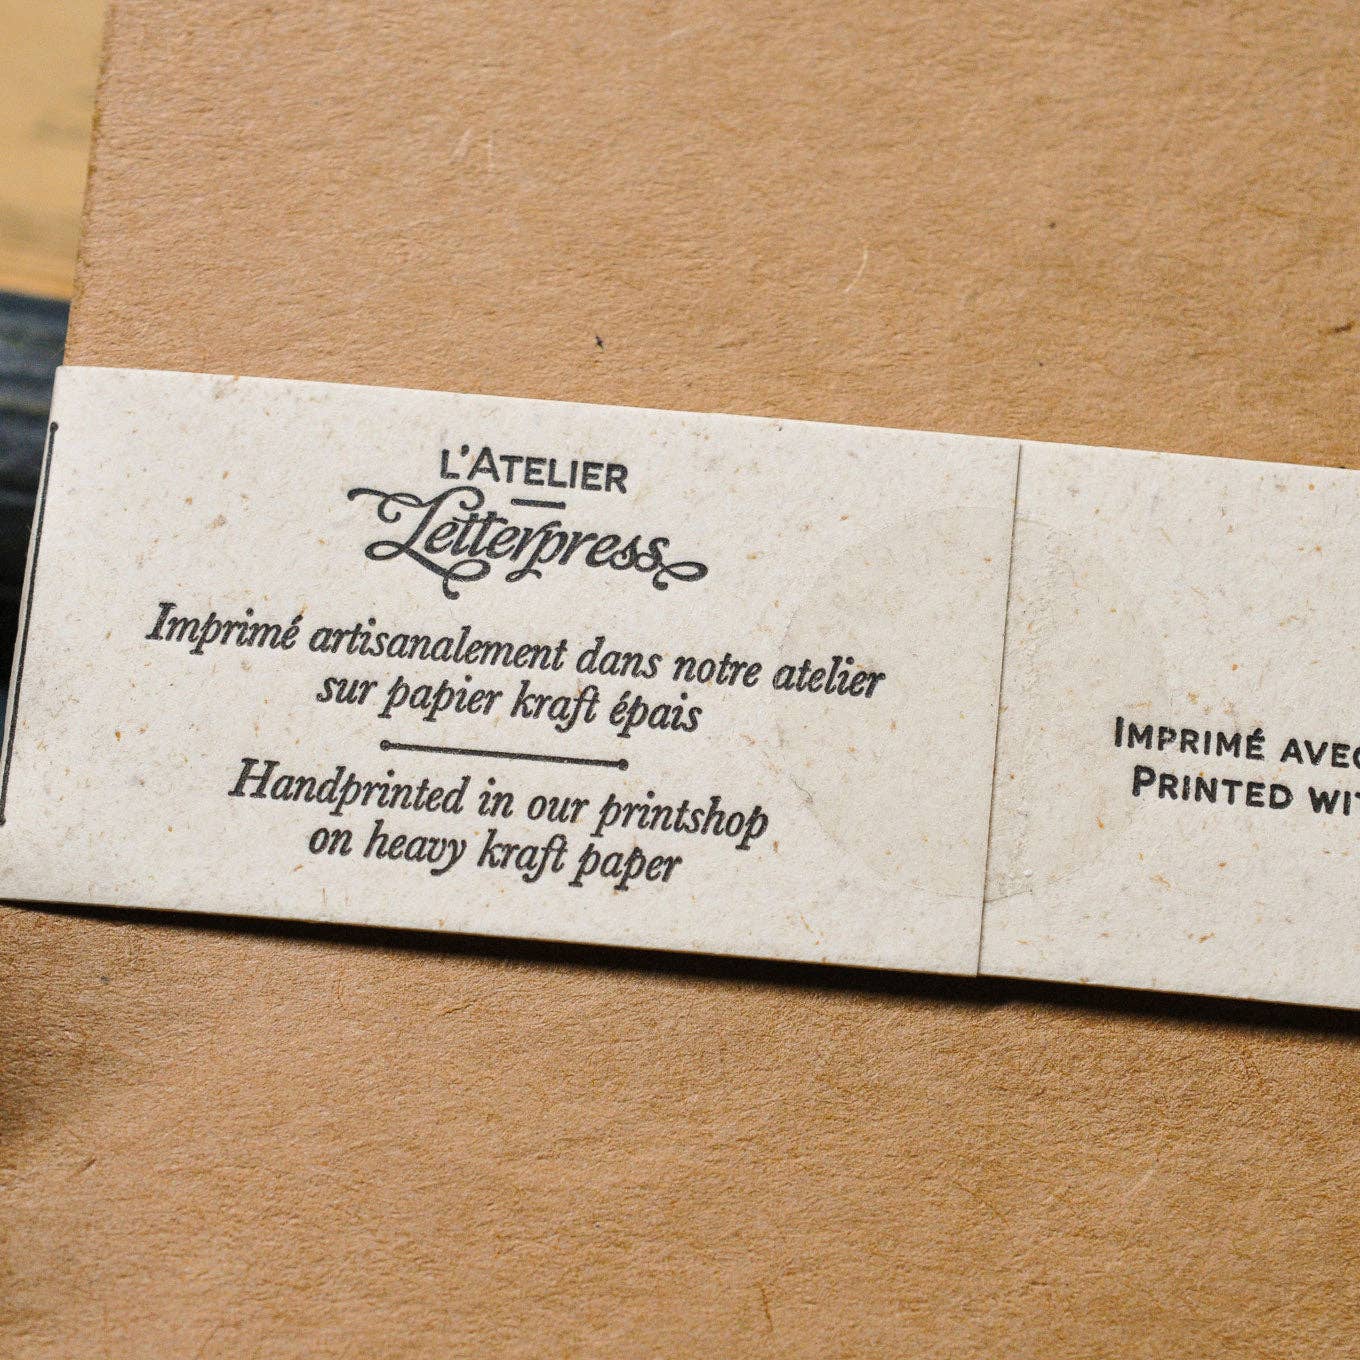 L'ATELIER
Letterpress
Imprimé artisanalement dans notre atelier
sur papier kraft épais
Handprinted in our printshop
on heavy kraft paper
IMPRIMÉ AVEC
PRINTED